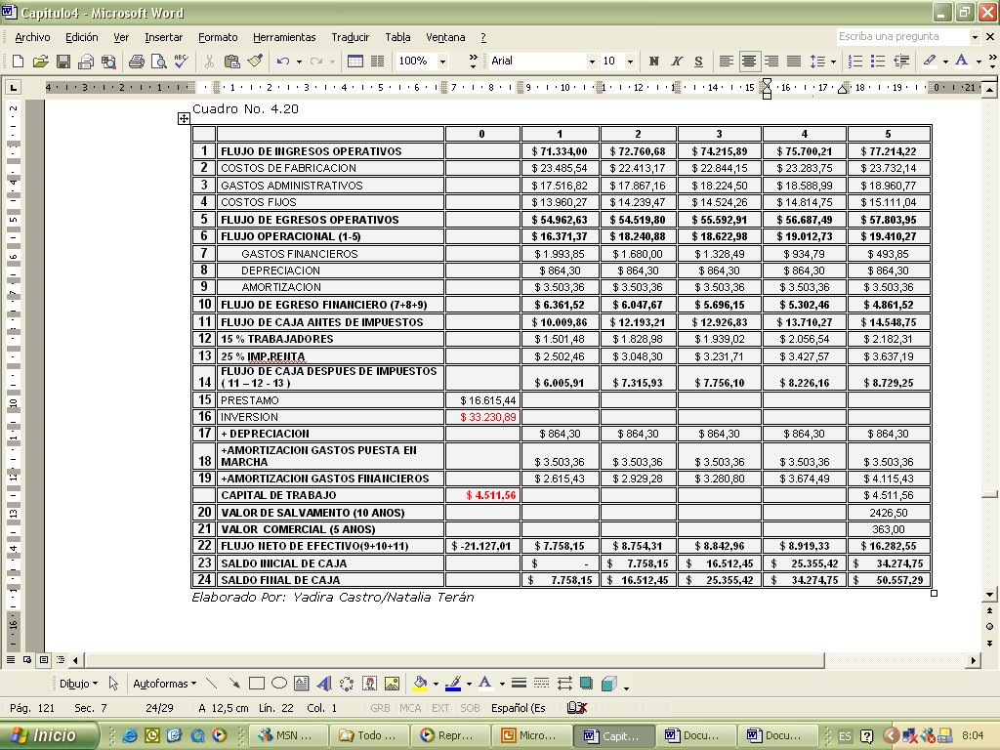 Capitulo4 - Microsoft Word
Archivo Edición Ver Insertar Formato Herramientas Traducir Tabla Ventana ? Escriba una pregunta
100% Arial 10 N K S
Cuadro No. 4.20
0 1 2 3 4 5
1 FLUJO DE INGRESOS OPERATIVOS $ 71.334,00 $ 72.760,68 $ 74.215,89 $ 75.700,21 $ 77.214,22
2 COSTOS DE FABRICACION $ 23.485,54 $ 22.413,17 $ 22.844,15 $ 23.283,75 $ 23.732,14
3 GASTOS ADMINISTRATIVOS $ 17.516,82 $ 17.867,16 $ 18.224,50 $ 18.588,99 $ 18.960,77
4 COSTOS FIJOS $ 13.960,27 $ 14.239,47 $ 14.524,26 $ 14.814,75 $ 15.111,04
5 FLUJO DE EGRESOS OPERATIVOS $ 54.962,63 $ 54.519,80 $ 55.592,91 $ 56.687,49 $ 57.803,95
6 FLUJO OPERACIONAL (1-5) $ 16.371,37 $ 18.240,88 $ 18.622,98 $ 19.012,73 $ 19.410,27
7 GASTOS FINANCIEROS $ 1.993,85 $ 1.680,00 $ 1.328,49 $ 934,79 $ 493,85
8 DEPRECIACION $ 864,30 $ 864,30 $ 864,30 $ 864,30 $ 864,30
9 AMORTIZACION $ 3.503,36 $ 3.503,36 $ 3.503,36 $ 3.503,36 $ 3.503,36
10 FLUJO DE EGRESO FINANCIERO (7+8+9) $ 6.361,52 $ 6.047,67 $ 5.696,15 $ 5.302,46 $ 4.861,52
11 FLUJO DE CAJA ANTES DE IMPUESTOS $ 10.009,86 $ 12.193,21 $ 12.926,83 $ 13.710,27 $ 14.548,75
12 15 % TRABAJADORES $ 1.501,48 $ 1.828,98 $ 1.939,02 $ 2.056,54 $ 2.182,31
13 25 % IMP.RENTA $ 2.502,46 $ 3.048,30 $ 3.231,71 $ 3.427,57 $ 3.637,19
FLUJO DE CAJA DESPUES DE IMPUESTOS
14 ( 11 – 12 - 13 ) $ 6.005,91 $ 7.315,93 $ 7.756,10 $ 8.226,16 $ 8.729,25
15 PRESTAMO $ 16.615,44
16 INVERSION $ 33.230,89
17 + DEPRECIACION $ 864,30 $ 864,30 $ 864,30 $ 864,30 $ 864,30
+AMORTIZACION GASTOS PUESTA EN
18 MARCHA $ 3.503,36 $ 3.503,36 $ 3.503,36 $ 3.503,36 $ 3.503,36
19 +AMORTIZACION GASTOS FINANCIEROS $ 2.615,43 $ 2.929,28 $ 3.280,80 $ 3.674,49 $ 4.115,43
CAPITAL DE TRABAJO $ 4.511,56 $ 4.511,56
20 VALOR DE SALVAMENTO (10 ANOS) 2426,50
21 VALOR COMERCIAL (5 ANOS) 363,00
22 FLUJO NETO DE EFECTIVO(9+10+11) $ -21.127,01 $ 7.758,15 $ 8.754,31 $ 8.842,96 $ 8.919,33 $ 16.282,55
23 SALDO INICIAL DE CAJA $ - $ 7.758,15 $ 16.512,45 $ 25.355,42 $ 34.274,75
24 SALDO FINAL DE CAJA $ 7.758,15 $ 16.512,45 $ 25.355,42 $ 34.274,75 $ 50.557,29
Elaborado Por: Yadira Castro/Natalia Terán
Dibujo Autoformas
Pág. 121 Sec. 7 24/29 A 12,5 cm Lín. 22 Col. 1 GRB MCA EXT SOB Español (Es
Inicio MSN ... Todo ... Repr... Micro... Capit... Docu... Docu... ES 8:04